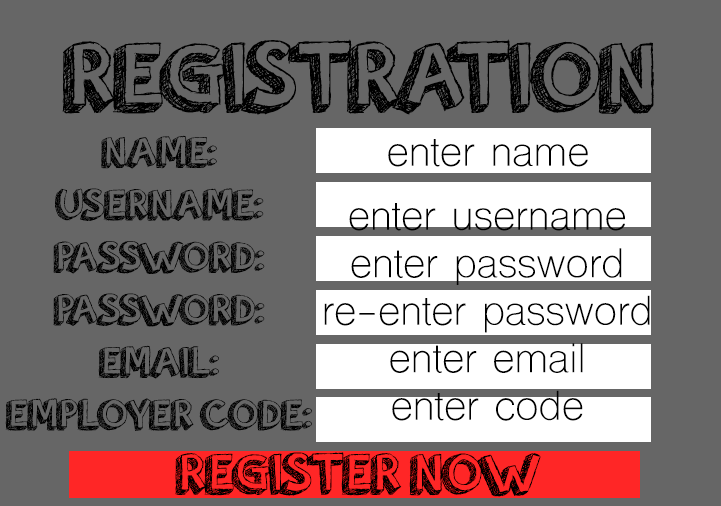 REGISTRATION
NAME: enter name
USERNAME: enter username
PASSWORD: enter password
PASSWORD: re-enter password
EMAIL: enter email
EMPLOYER CODE: enter code
REGISTER NOW